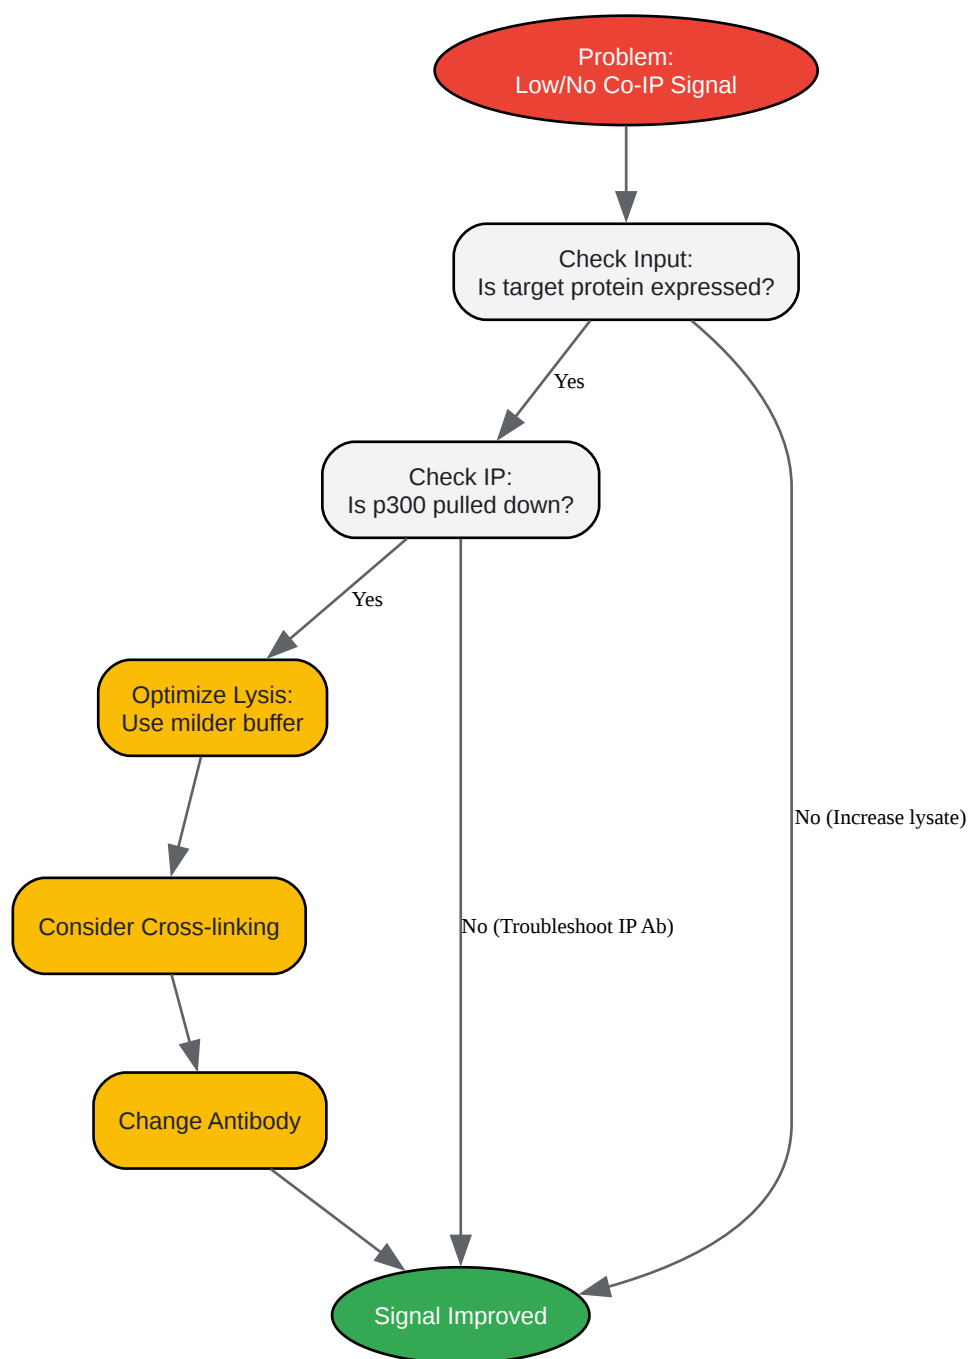 Problem:
Low/No Co-IP Signal
Check Input:
Is target protein expressed?
Yes
Check IP:
Is p300 pulled down?
Yes
Optimize Lysis:
Use milder buffer
No (Increase lysate)
Consider Cross-linking
No (Troubleshoot IP Ab)
Change Antibody
Signal Improved